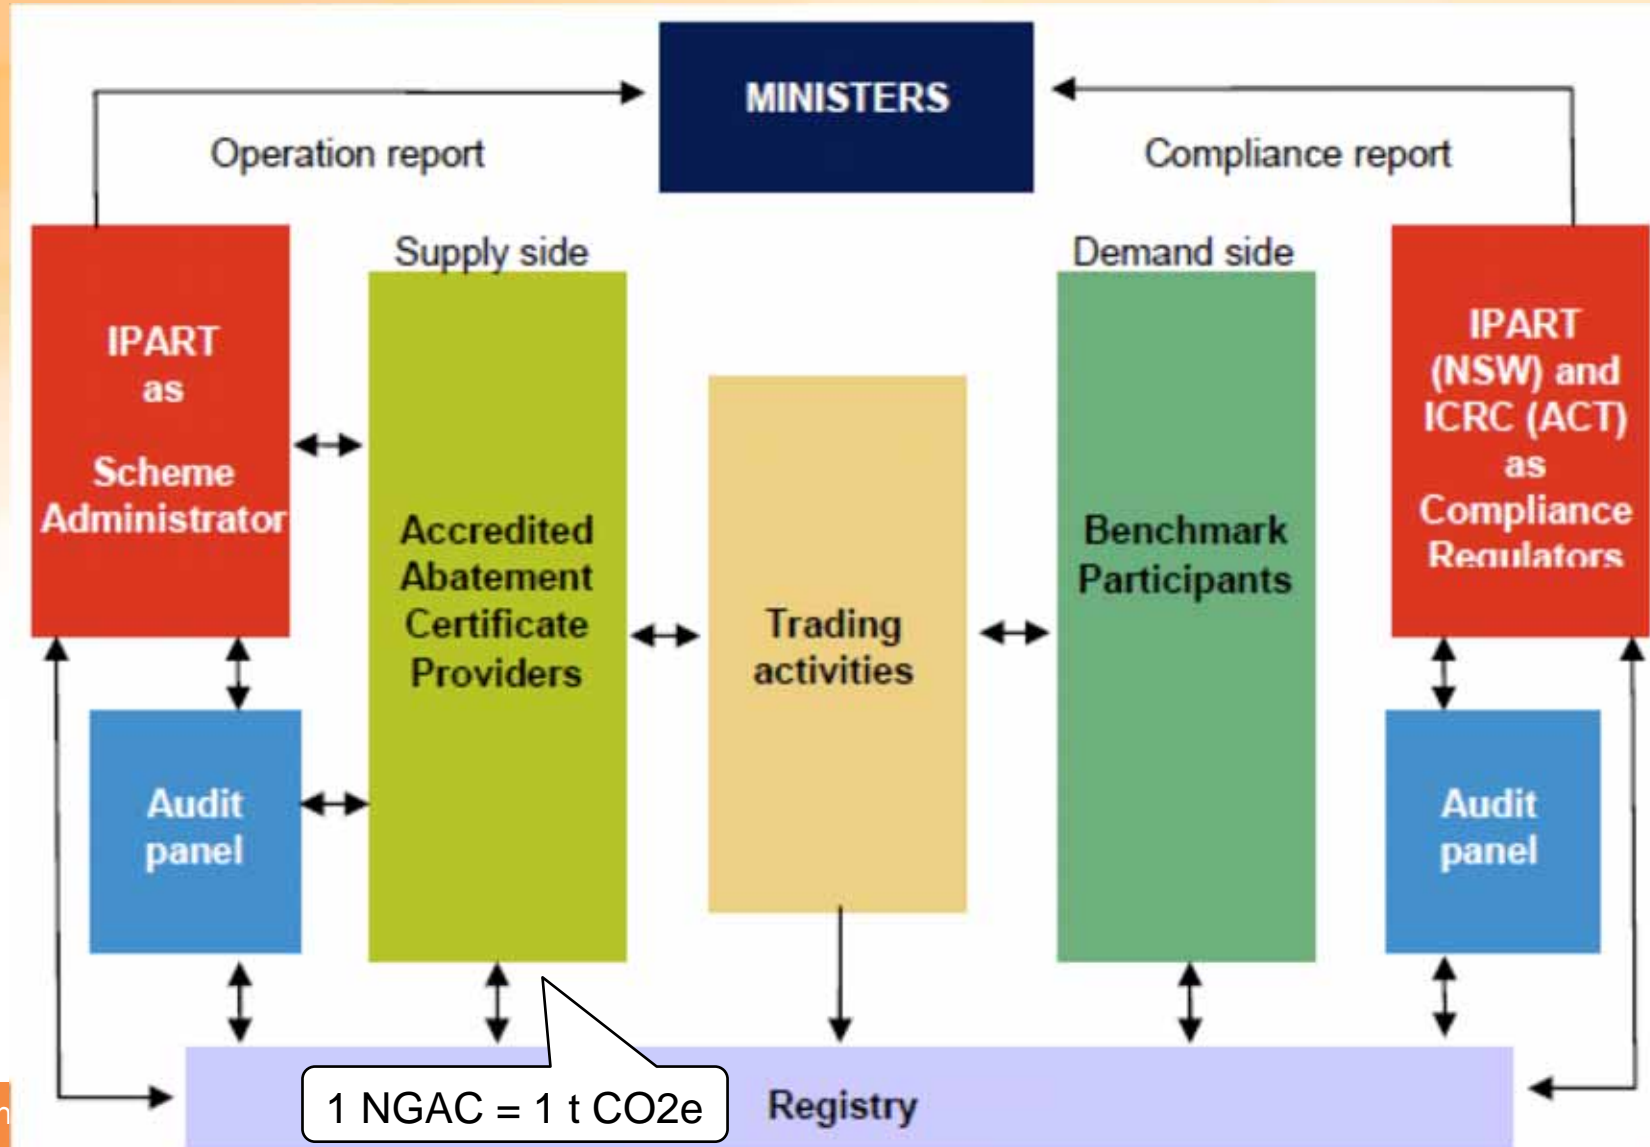 MINISTERS
Operation report
Compliance report
Supply side
Demand side
IPART
as
Scheme
Administrator
Accredited
Abatement
Certificate
Providers
Trading
activities
Benchmark
Participants
IPART
(NSW) and
ICRC (ACT)
as
Compliance
Regulators
Audit
panel
Audit
panel
1 NGAC = 1 t CO2e
Registry